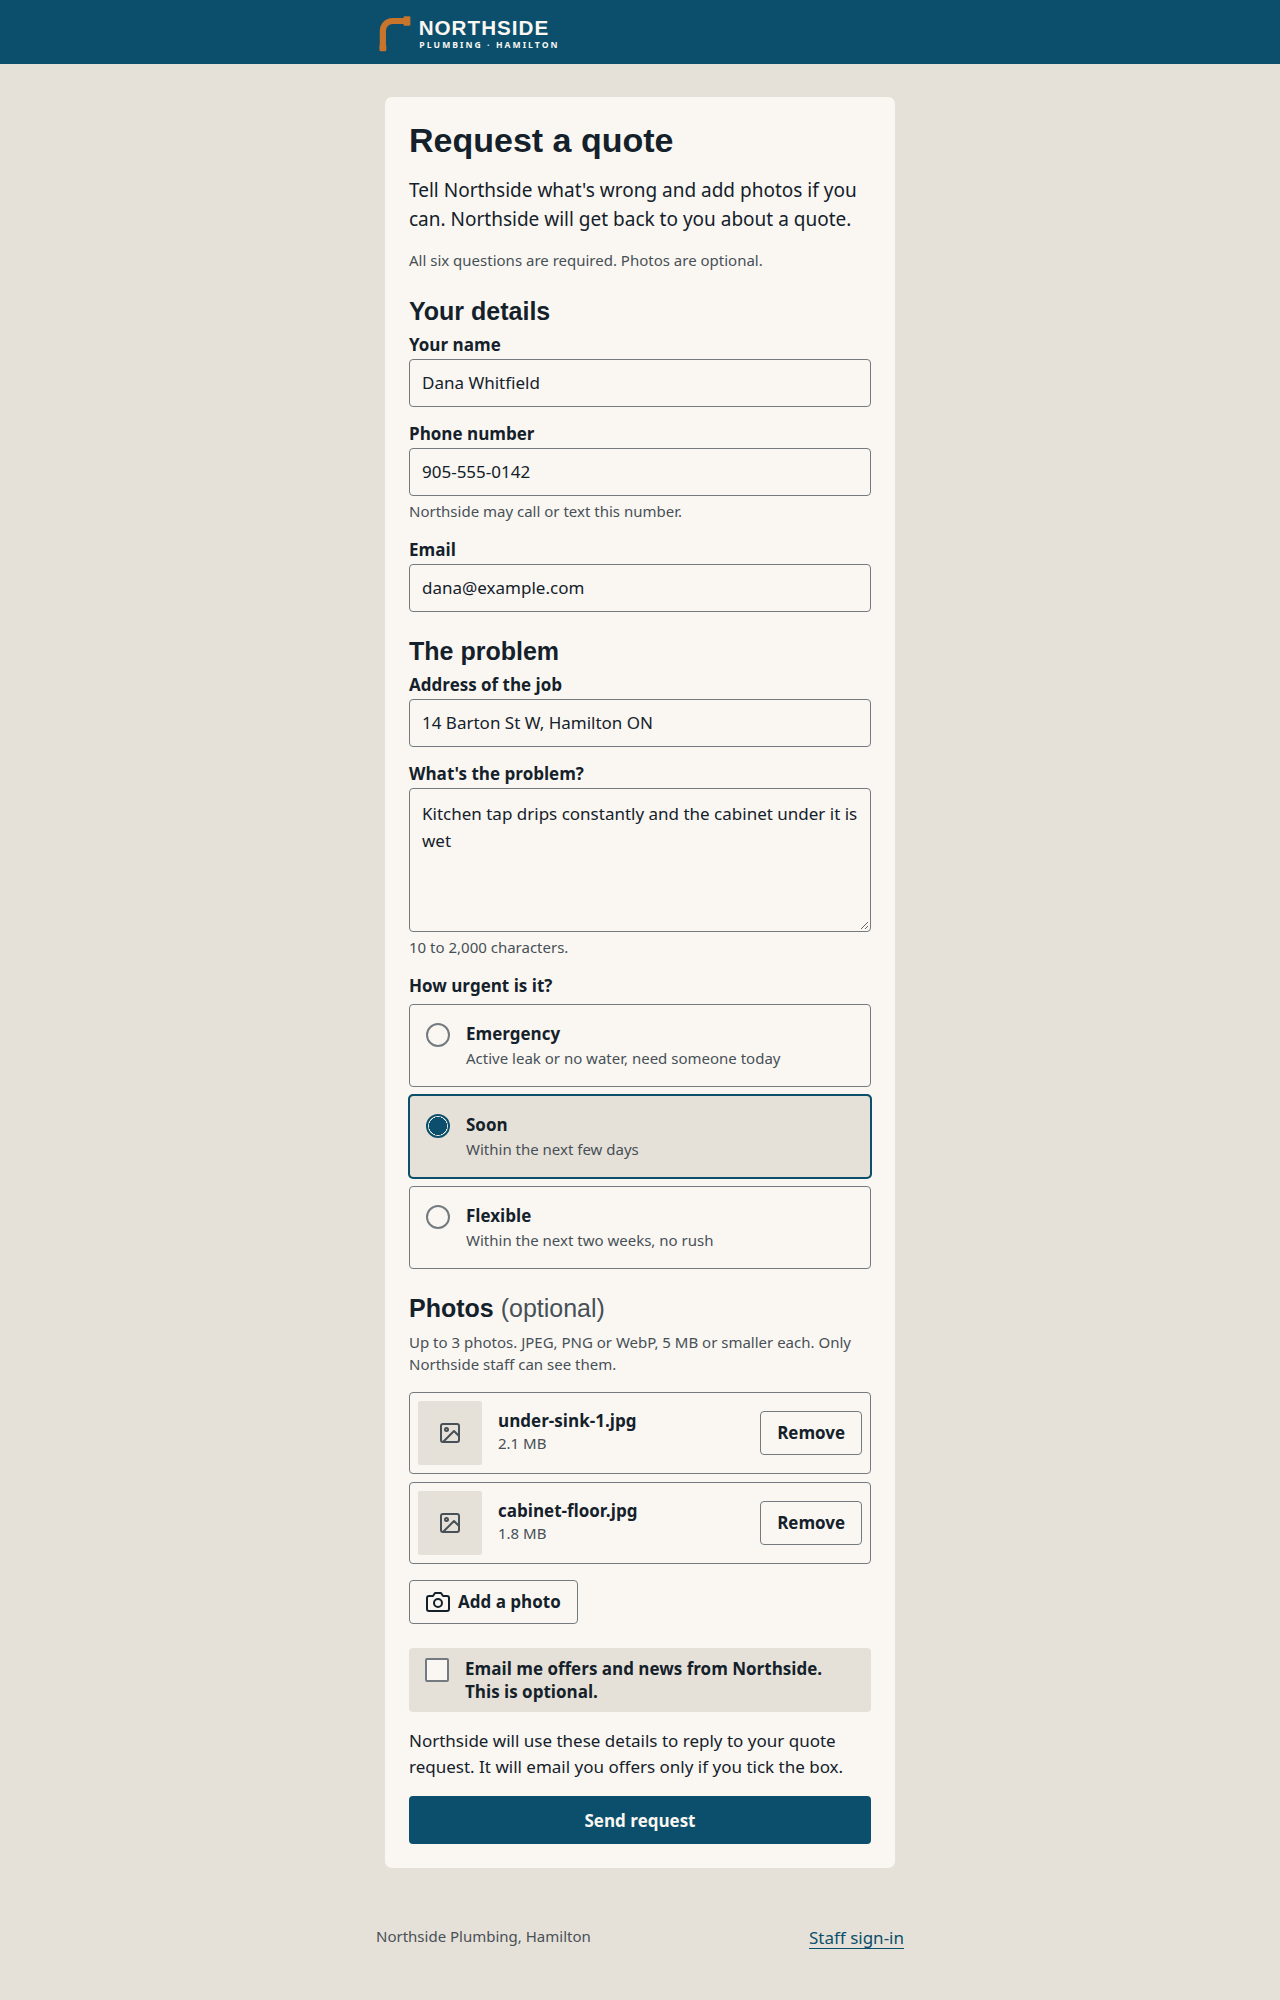 NORTHSIDE
PLUMBING · HAMILTON
Request a quote
Tell Northside what's wrong and add photos if you
can. Northside will get back to you about a quote.
All six questions are required. Photos are optional.
Your details
Your name
Dana Whitfield
Phone number
905-555-0142
Northside may call or text this number.
Email
dana@example.com
The problem
Address of the job
14 Barton St W, Hamilton ON
What's the problem?
Kitchen tap drips constantly and the cabinet under it is
wet
10 to 2,000 characters.
How urgent is it?
Emergency
Active leak or no water, need someone today
Soon
Within the next few days
Flexible
Within the next two weeks, no rush
Photos (optional)
Up to 3 photos. JPEG, PNG or WebP, 5 MB or smaller each. Only
Northside staff can see them.
under-sink-1.jpg
2.1 MB
Remove
cabinet-floor.jpg
1.8 MB
Remove
Add a photo
Email me offers and news from Northside.
This is optional.
Northside will use these details to reply to your quote
request. It will email you offers only if you tick the box.
Send request
Northside Plumbing, Hamilton
Staff sign-in